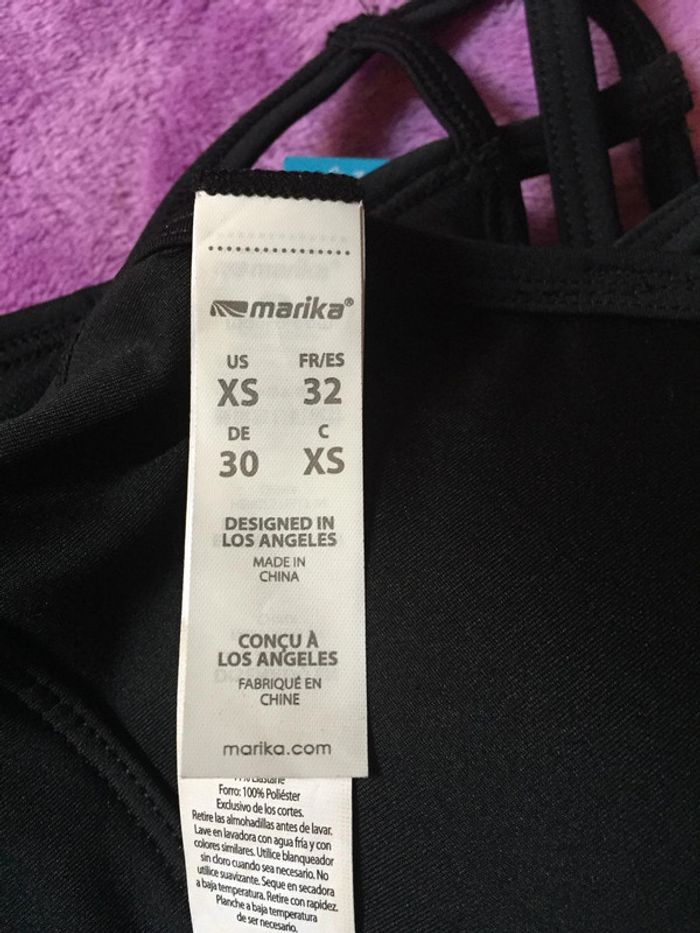 marika®
US FR/ES
XS 32
DE C
30 XS
DESIGNED IN
LOS ANGELES
MADE IN
CHINA
CONÇU À
LOS ANGELES
FABRIQUÉ EN
CHINE
marika.com
Forro: 100% Poliéster
Exclusivo de los cortes.
Retire las almohadillas antes de lavar.
Lave en lavadora con agua fría y con
colores similares. Utilice blanqueador
sin cloro cuando sea necesario. No
utilice suavizante. Seque en secadora
a baja temperatura. Retire con rapidez.
Planche a baja temperatura
de ser necesario.